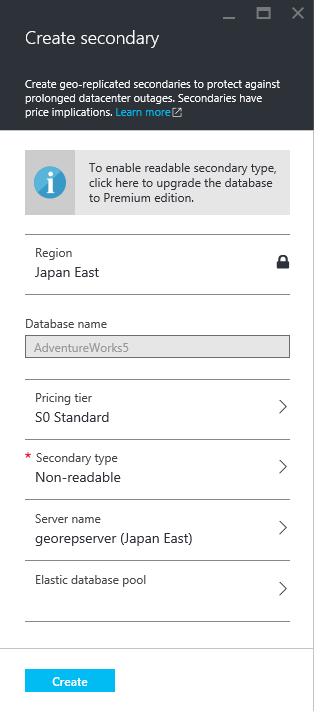 Create secondary
Create geo-replicated secondaries to protect against
prolonged datacenter outages. Secondaries have
price implications. Learn more
To enable readable secondary type,
click here to upgrade the database
to Premium edition.
Region
Japan East
Database name
AdventureWorks5
Pricing tier
S0 Standard
* Secondary type
Non-readable
Server name
georepserver (Japan East)
Elastic database pool
Create